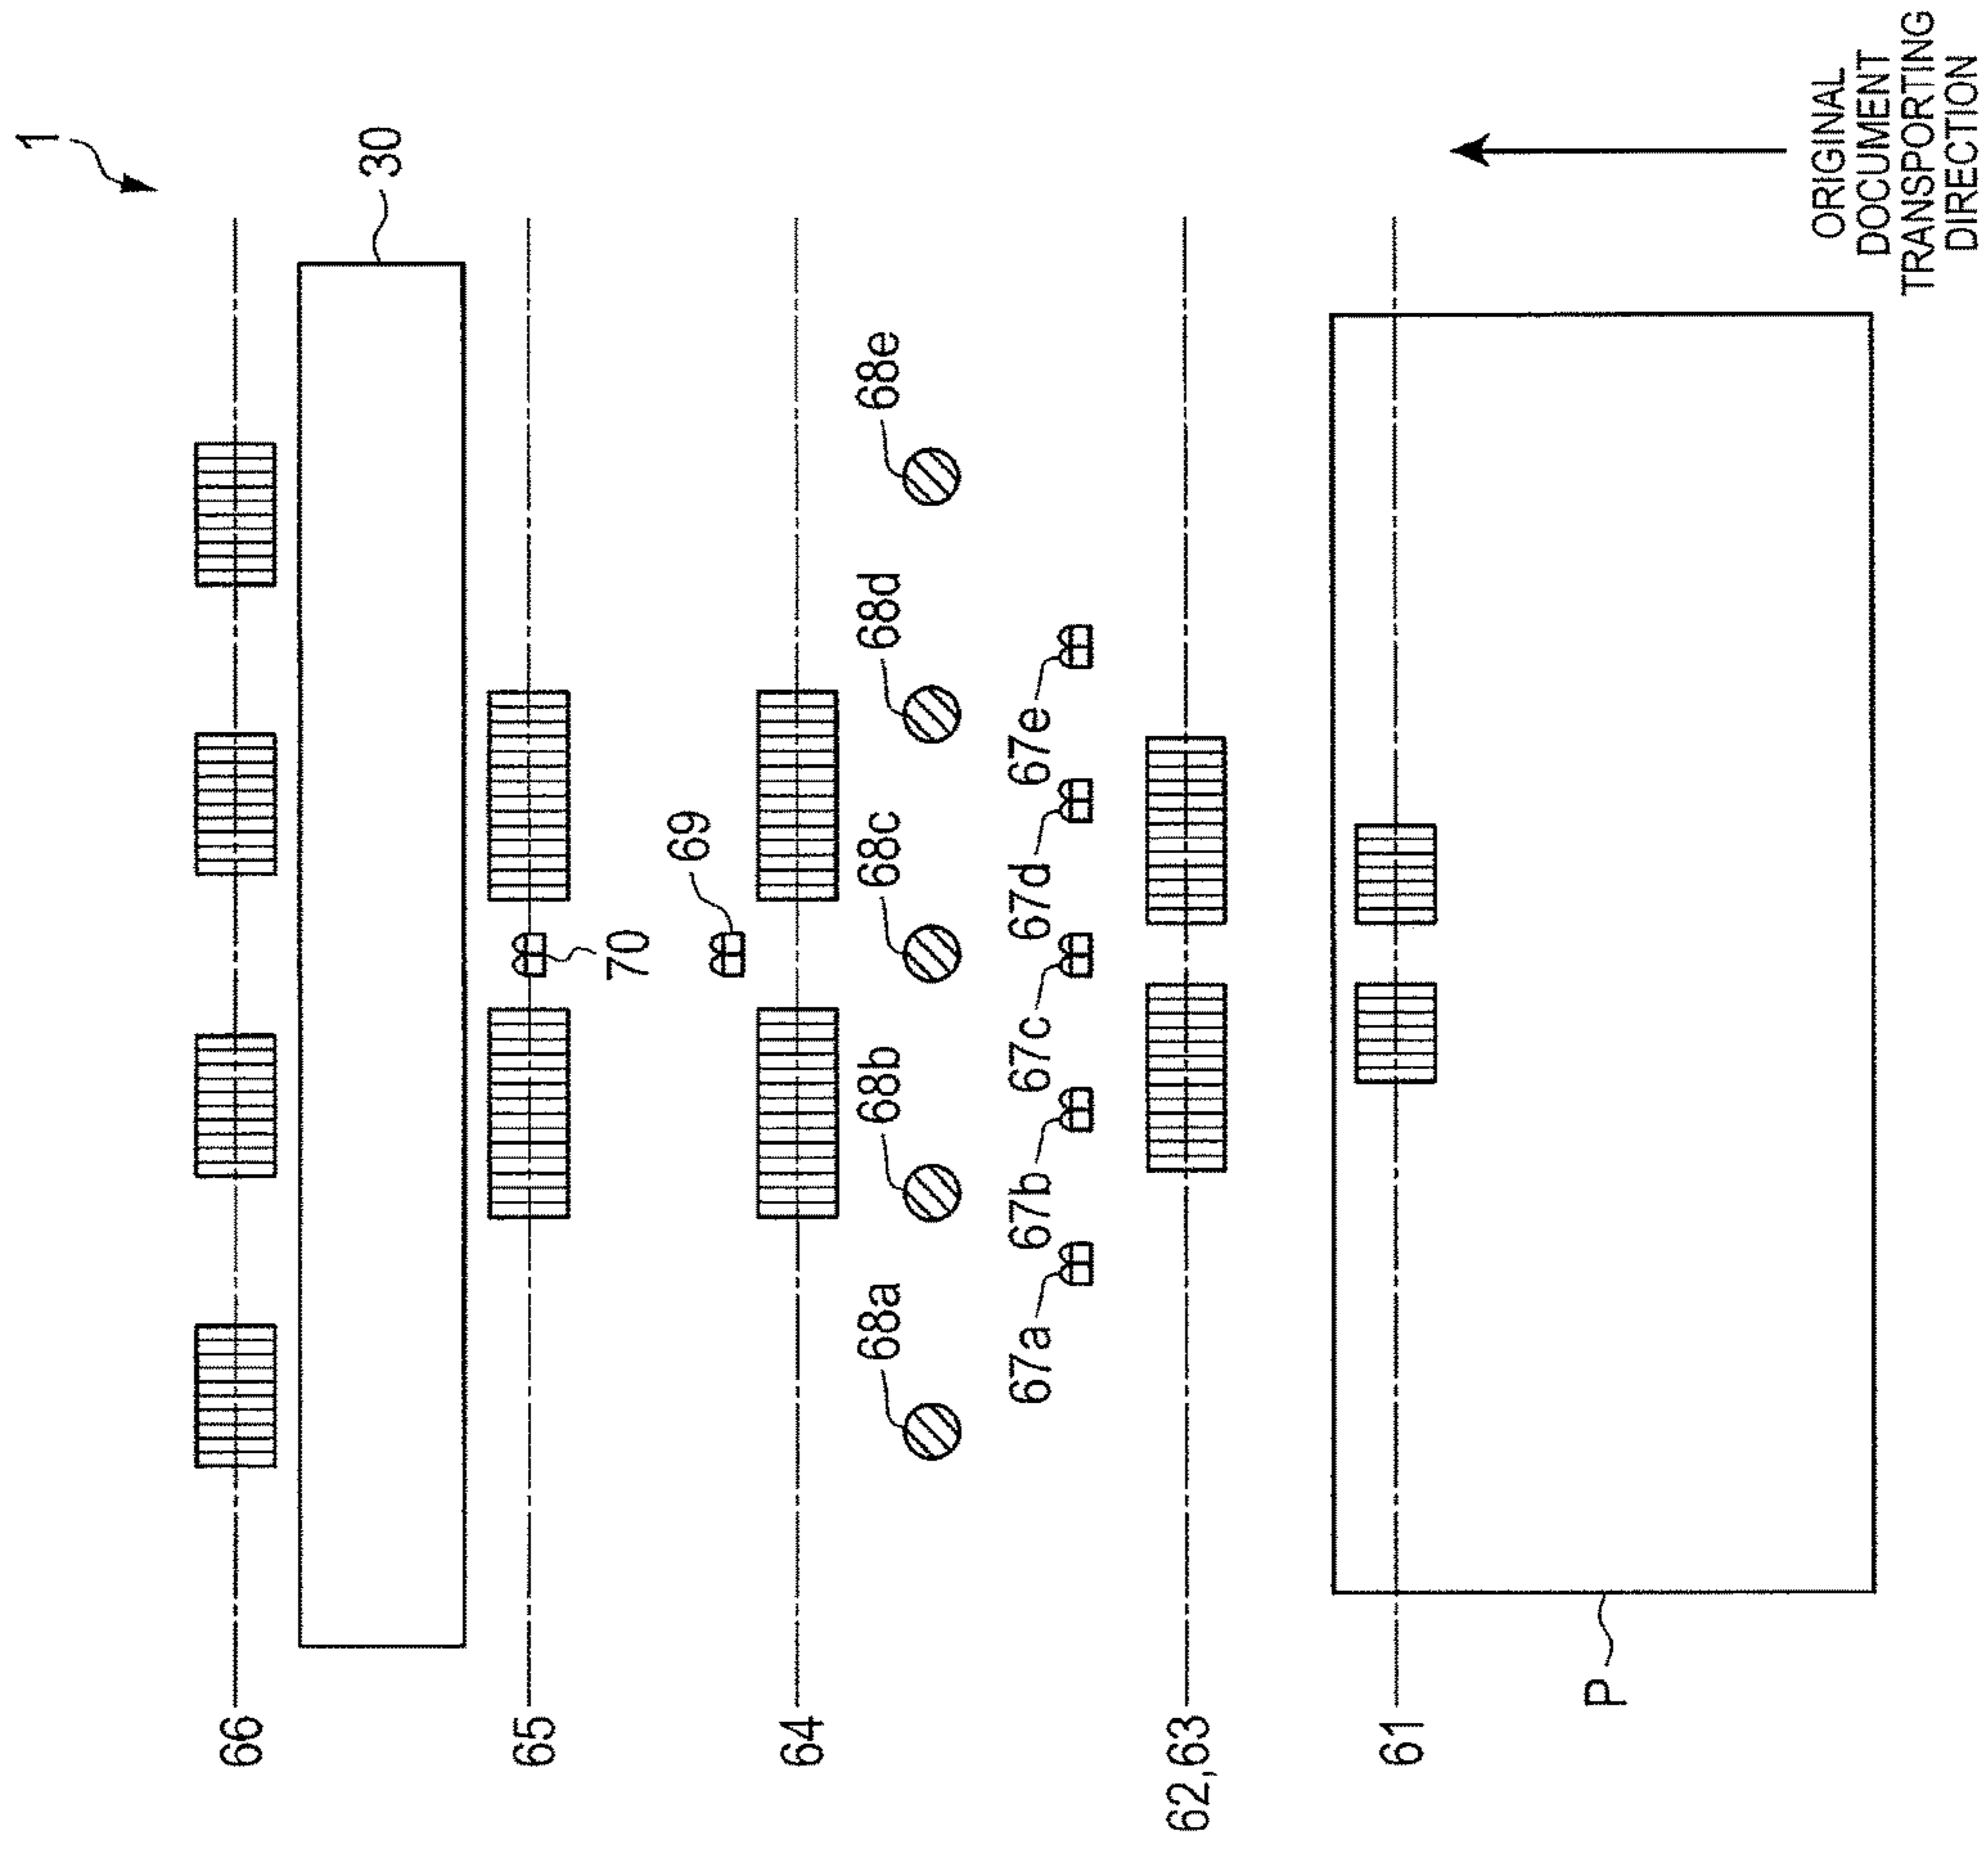 1
30
66
65
64
62,63
61
70
69
68a
68b
68c
68d
68e
67a
67b
67c
67d
67e
P
ORIGINAL
DOCUMENT
TRANSPORTING
DIRECTION